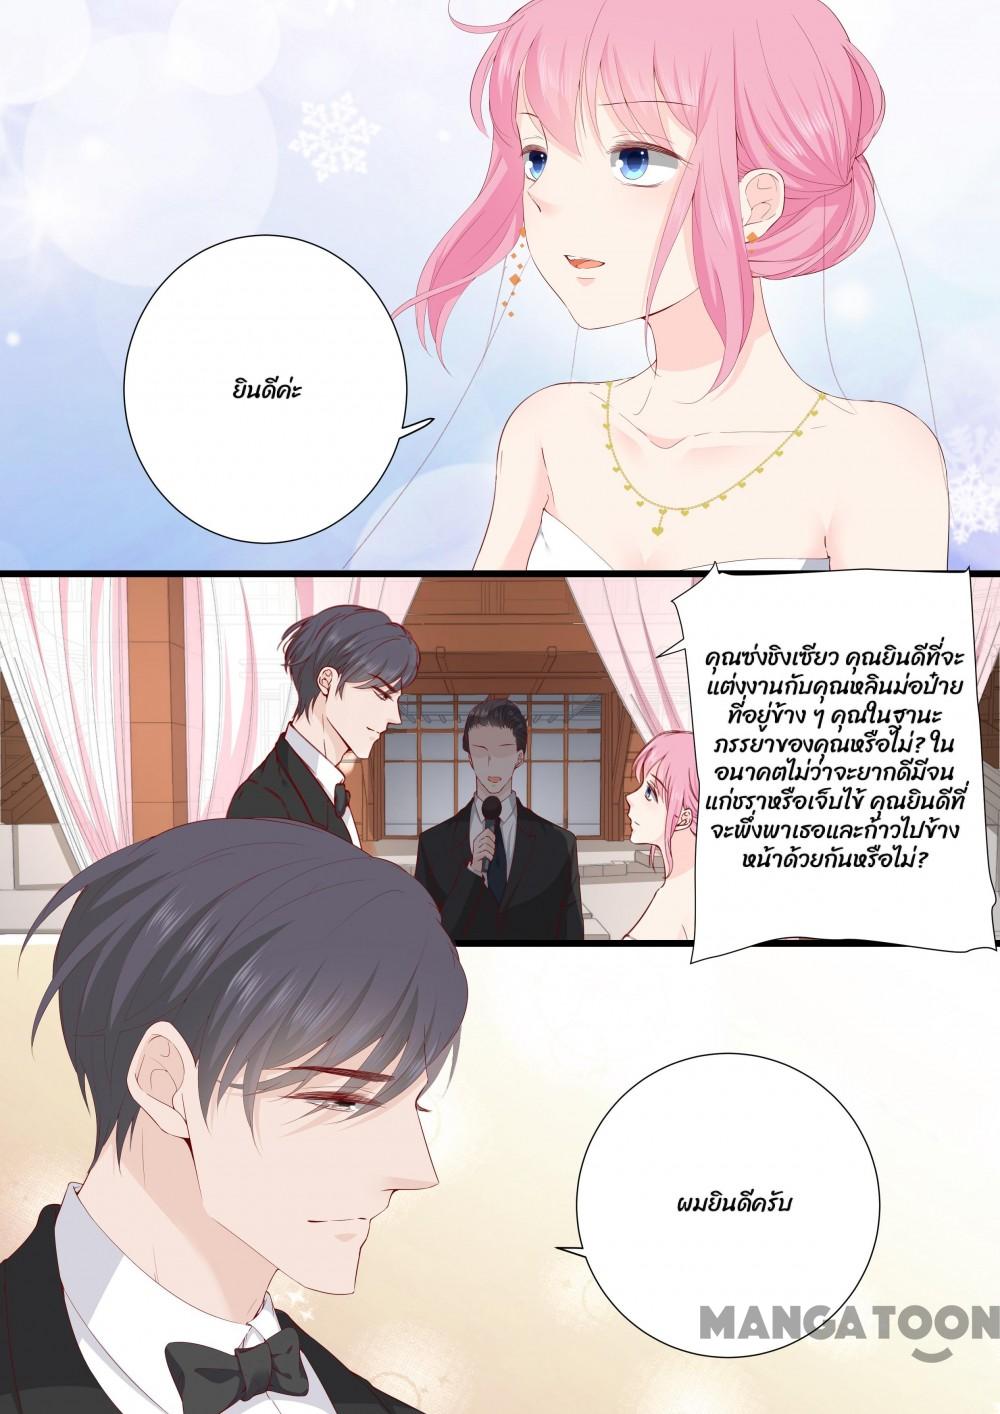 ยินดีค่ะ
คุณซ่งชิงเซียว คุณยินดีที่จะ
แต่งงานกับคุณหลินม่อป๋าย
ที่อยู่ข้าง ๆ คุณในฐานะ
ภรรยาของคุณหรือไม่? ใน
อนาคตไม่ว่าจะยากดีมีจน
แก่ชราหรือเจ็บไข้ คุณยินดีที่
จะพึ่งพาเธอและก้าวไปข้าง
หน้าด้วยกันหรือไม่?
ผมยินดีครับ
MANGATOON